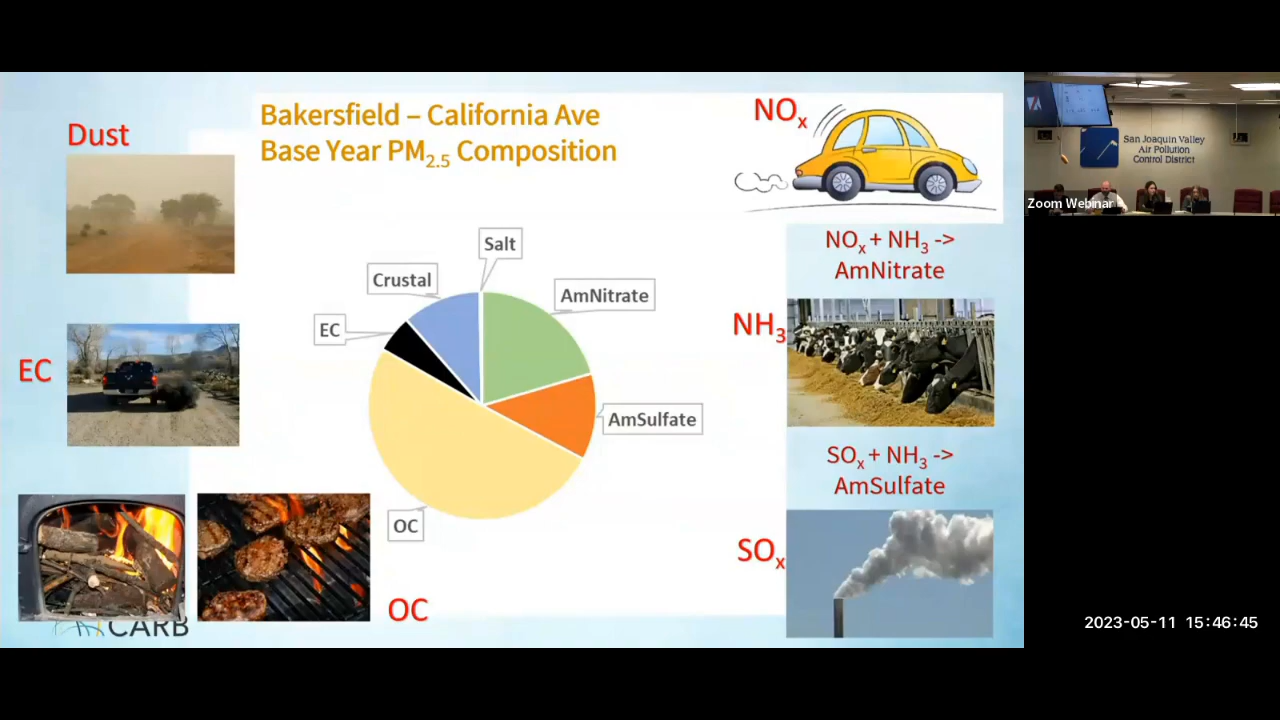 Bakersfield – California Ave
Base Year PM2.5 Composition
Dust
EC
OC
NOx
NOx + NH3 ->
AmNitrate
NH3
SOx + NH3 ->
AmSulfate
SOx
Salt
Crustal
AmNitrate
EC
AmSulfate
OC
CARB
San Joaquin Valley
Air Pollution
Control District
Zoom Webinar
2023-05-11 15:46:45